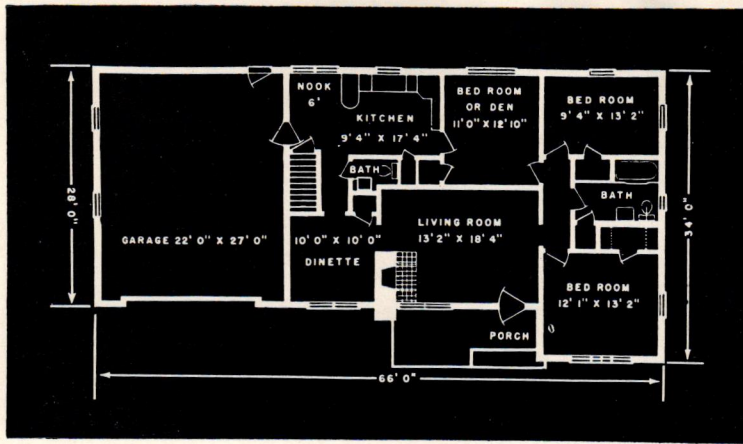 NOOK
6'
KITCHEN
9'4" X 17'4"
BED ROOM
OR DEN
11'0" X 12'10"
BED ROOM
9'4" X 13'2"
BATH
BATH
28'0"
34'0"
GARAGE 22'0" X 27'0"
10'0" X 10'0"
DINETTE
LIVING ROOM
13'2" X 18'4"
BED ROOM
12'1" X 13'2"
PORCH
66'0"